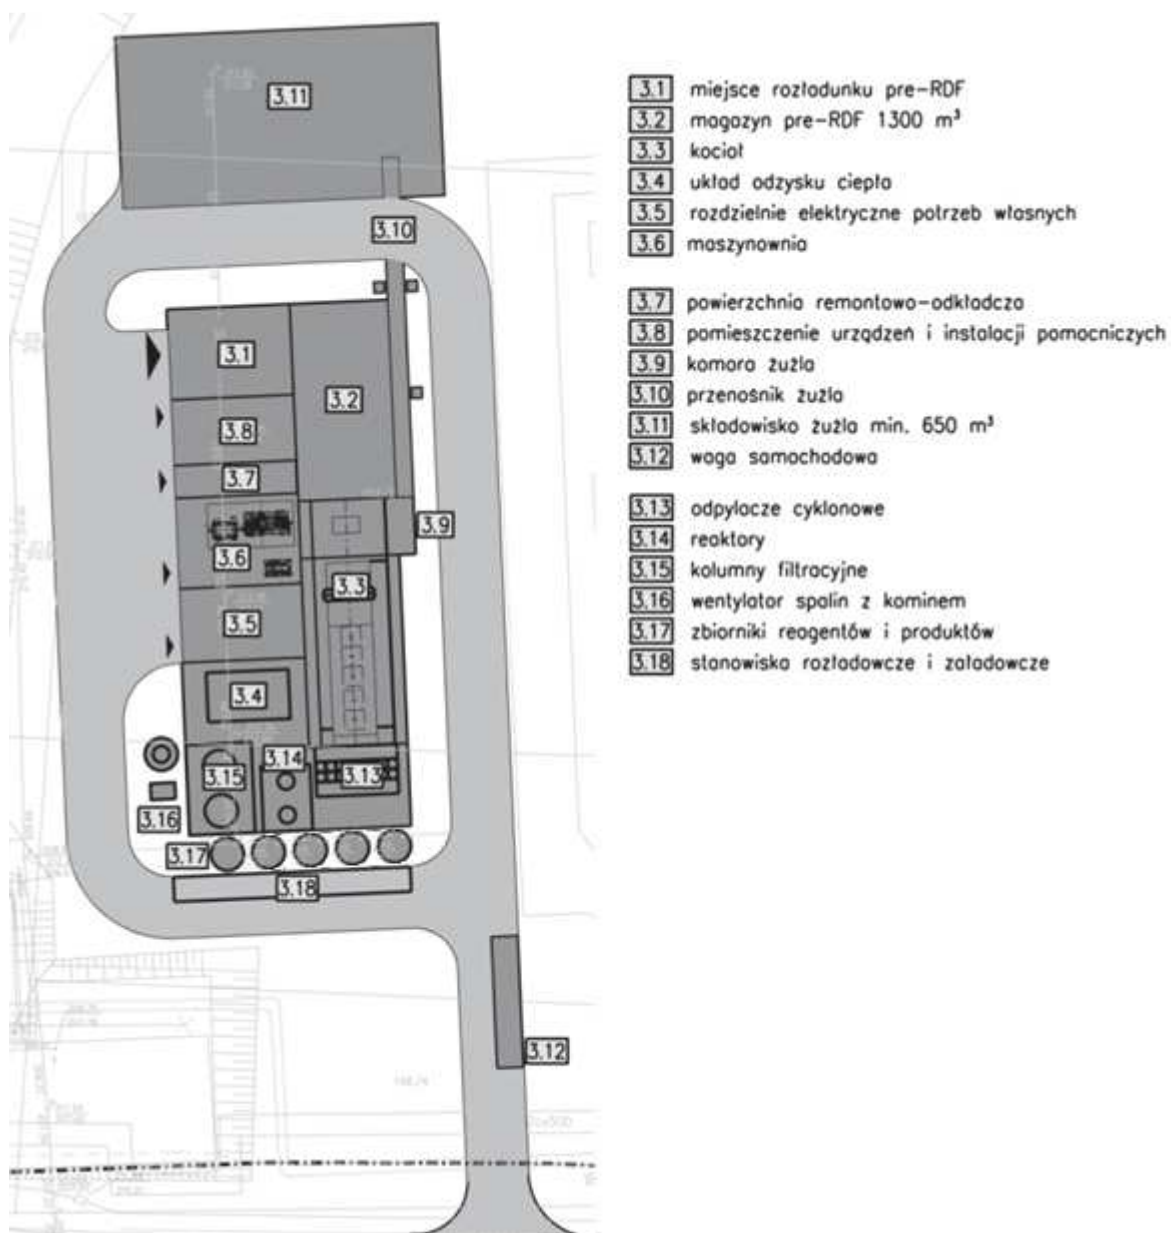 3.11
3.10
3.1
3.2
3.8
3.7
3.9
3.6
3.3
3.5
3.4
3.14
3.15
3.13
3.16
3.17
3.18
3.12
3.1 miejsce rozładunku pre-RDF
3.2 magazyn pre-RDF 1300 m³
3.3 kocioł
3.4 układ odzysku ciepła
3.5 rozdzielnie elektryczne potrzeb własnych
3.6 maszynownia
3.7 powierzchnia remontowo-odkładcza
3.8 pomieszczenie urządzeń i instalacji pomocniczych
3.9 komora żużla
3.10 przenośnik żużla
3.11 składowisko żużla min. 650 m³
3.12 waga samochodowa
3.13 odpylacze cyklonowe
3.14 reaktory
3.15 kolumny filtracyjne
3.16 wentylator spalin z kominem
3.17 zbiorniki reagentów i produktów
3.18 stanowiska rozładowcze i załadowcze